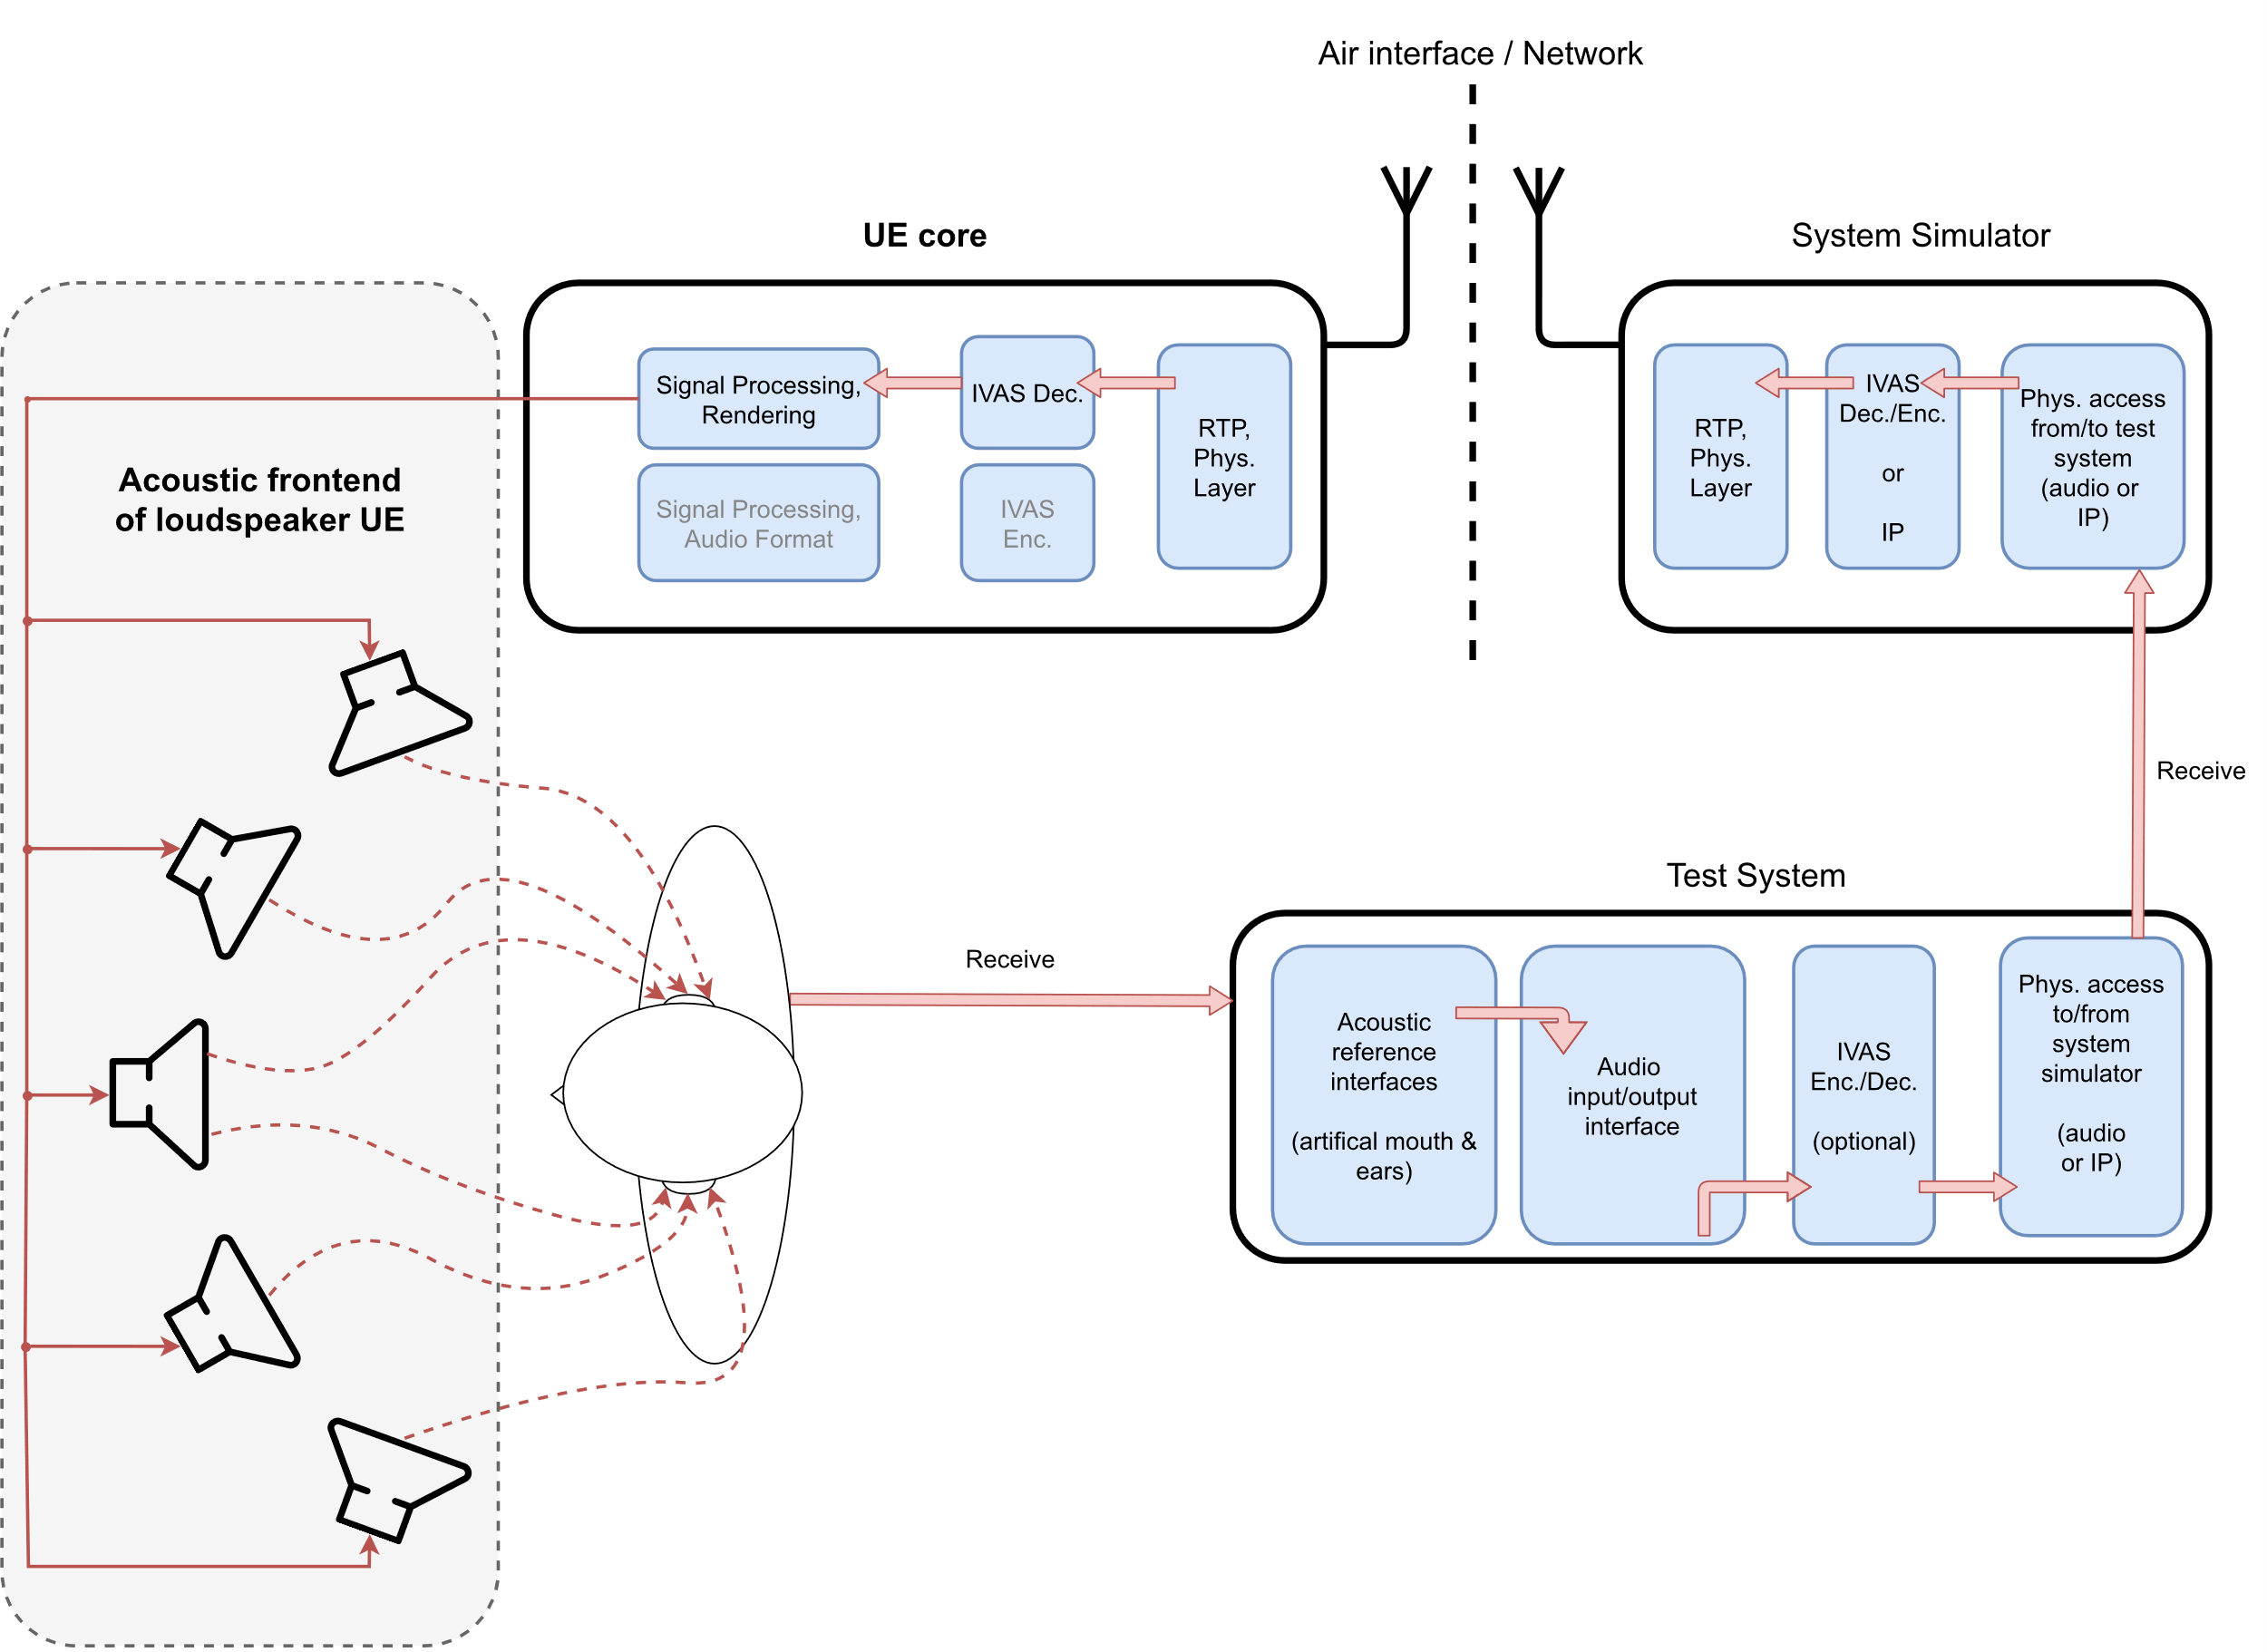 Air interface / Network
UE core
System Simulator
Signal Processing,
Rendering
IVAS Dec.
RTP,
Phys.
Layer
Signal Processing,
Audio Format
IVAS
Enc.
RTP,
Phys.
Layer
IVAS
Dec./Enc.
or
IP
Phys. access
from/to test
system
(audio or
IP)
Acoustic frontend
of loudspeaker UE
Receive
Test System
Receive
Acoustic
reference
interfaces
(artifical mouth &
ears)
Audio
input/output
interface
IVAS
Enc./Dec.
(optional)
Phys. access
to/from
system
simulator
(audio
or IP)